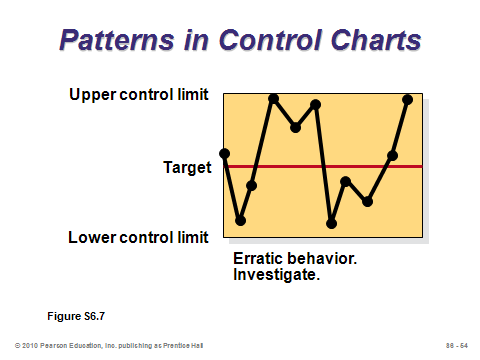 Patterns in Control Charts
Upper control limit
Target
Lower control limit
Erratic behavior.
Investigate.
Figure S6.7
© 2010 Pearson Education, Inc. publishing as Prentice Hall
S6 - 54